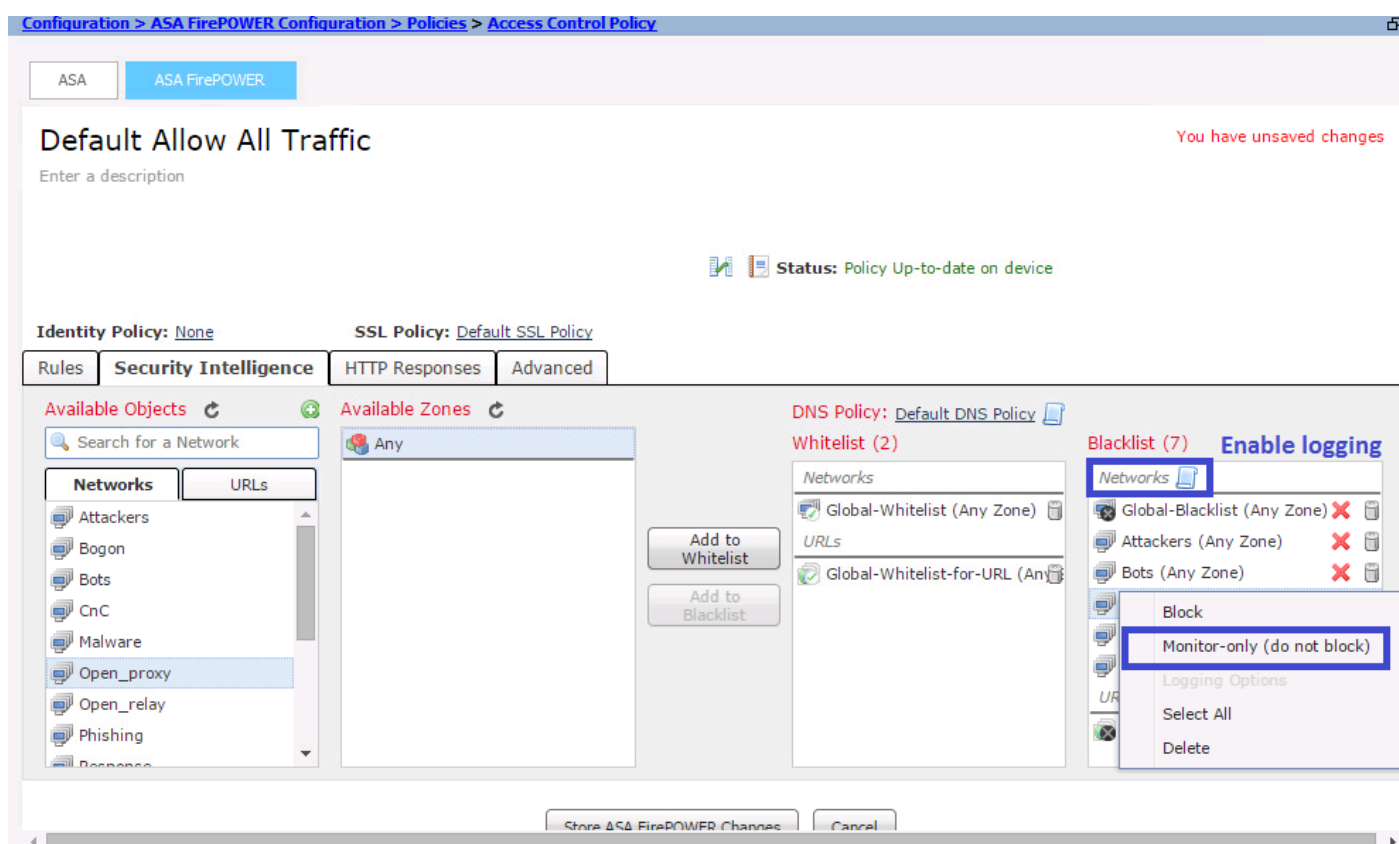 Configuration > ASA FirePOWER Configuration > Policies > Access Control Policy
ASA
ASA FirePOWER
Default Allow All Traffic
You have unsaved changes
Enter a description
Status: Policy Up-to-date on device
Identity Policy: None
SSL Policy: Default SSL Policy
Rules
Security Intelligence
HTTP Responses
Advanced
Available Objects
Search for a Network
Networks
URLs
Attackers
Bogon
Bots
CnC
Malware
Open_proxy
Open_relay
Phishing
Response
Available Zones
Any
Add to
Whitelist
Add to
Blacklist
DNS Policy: Default DNS Policy
Whitelist (2)
Networks
Global-Whitelist (Any Zone)
URLs
Global-Whitelist-for-URL (Any
Blacklist (7)
Enable logging
Networks
Global-Blacklist (Any Zone)
Attackers (Any Zone)
Bots (Any Zone)
UR
Block
Monitor-only (do not block)
Logging Options
Select All
Delete
Store ASA FirePOWER Changes
Cancel